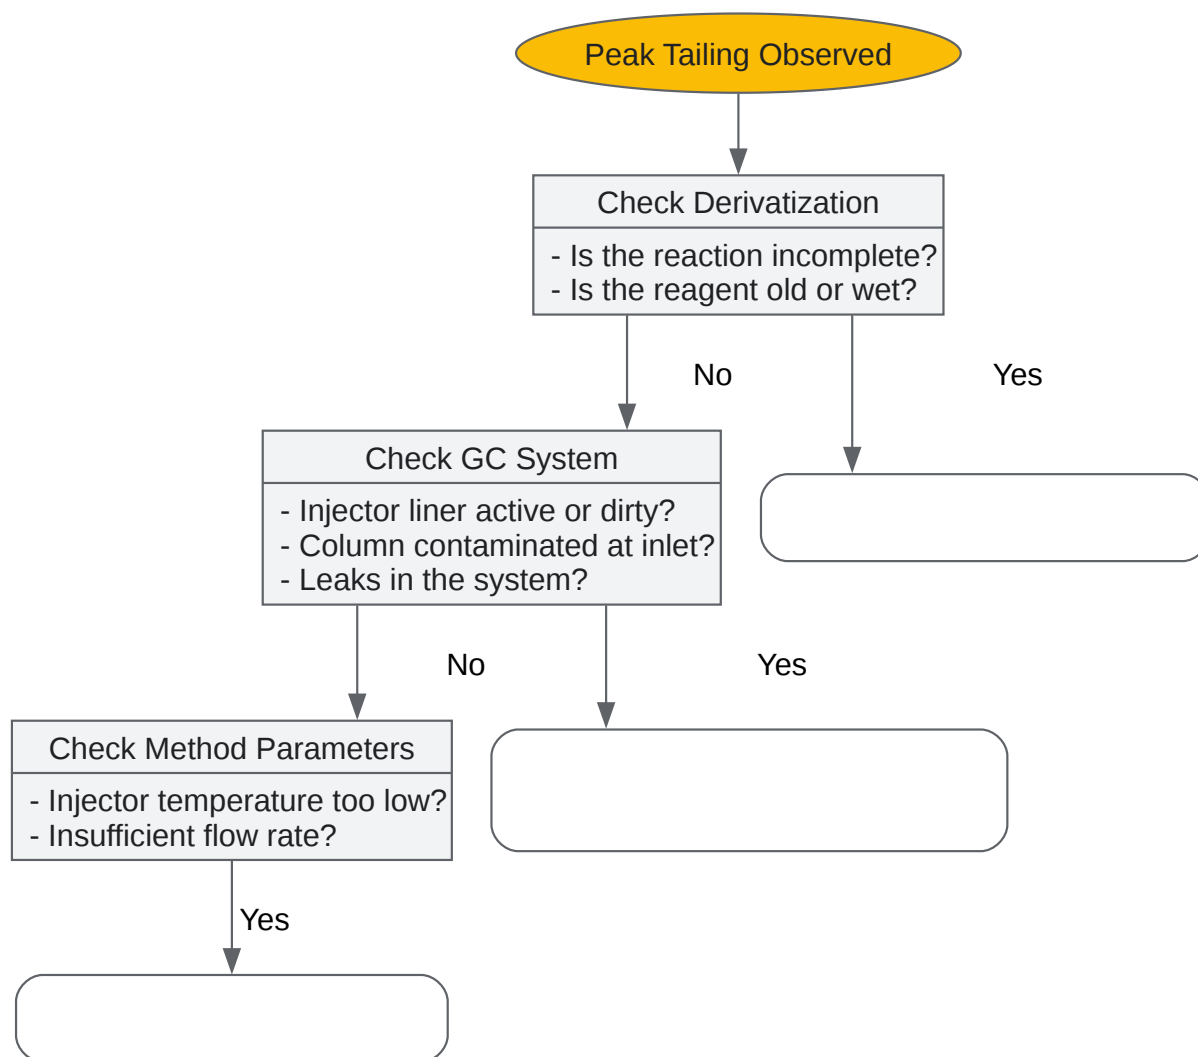 Peak Tailing Observed
Check Derivatization
- Is the reaction incomplete?
- Is the reagent old or wet?
No
Yes
Check GC System
- Injector liner active or dirty?
- Column contaminated at inlet?
- Leaks in the system?
No
Yes
Check Method Parameters
- Injector temperature too low?
- Insufficient flow rate?
Yes